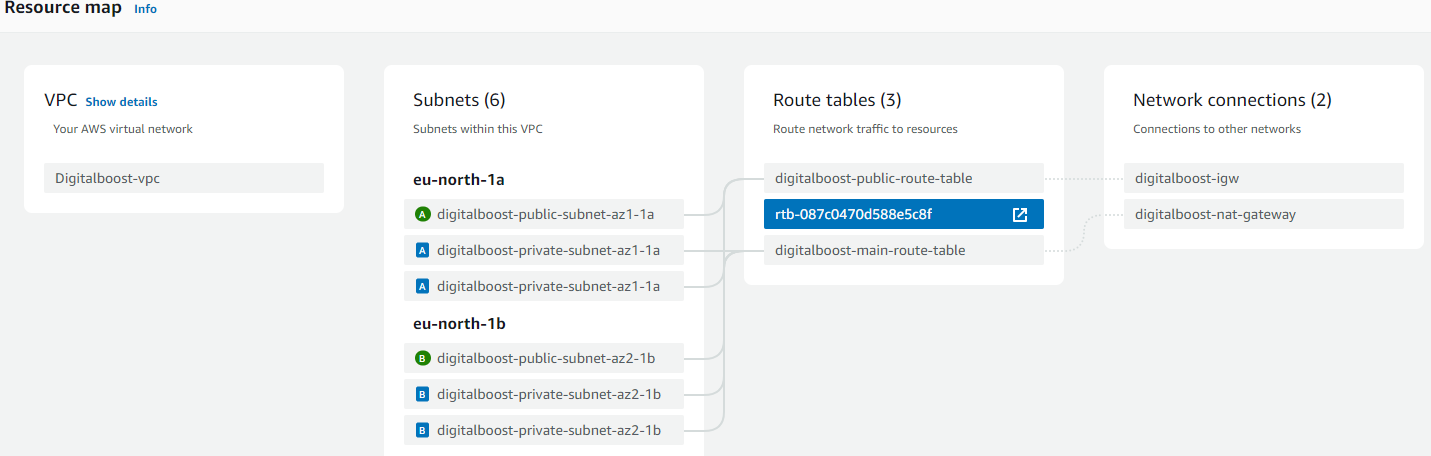 Resource map Info
VPC Show details
Your AWS virtual network
Digitalboost-vpc
Subnets (6)
Subnets within this VPC
eu-north-1a
A digitalboost-public-subnet-az1-1a
A digitalboost-private-subnet-az1-1a
A digitalboost-private-subnet-az1-1a
eu-north-1b
B digitalboost-public-subnet-az2-1b
B digitalboost-private-subnet-az2-1b
B digitalboost-private-subnet-az2-1b
Route tables (3)
Route network traffic to resources
digitalboost-public-route-table
rtb-087c0470d588e5c8f
digitalboost-main-route-table
Network connections (2)
Connections to other networks
digitalboost-igw
digitalboost-nat-gateway